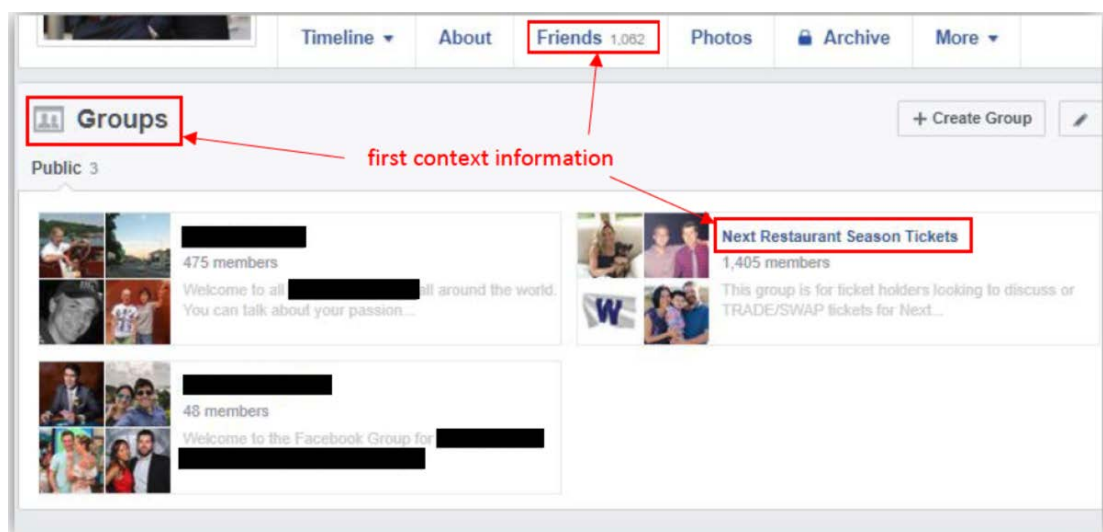 Timeline ▾ About Friends 1,062 Photos Archive More ▾
Groups
+ Create Group
first context information
Public 3
475 members
Welcome to all all around the world.
You can talk about your passion...
Next Restaurant Season Tickets
1,405 members
This group is for ticket holders looking to discuss or
TRADE/SWAP tickets for Next...
W
48 members
Welcome to the Facebook Group for